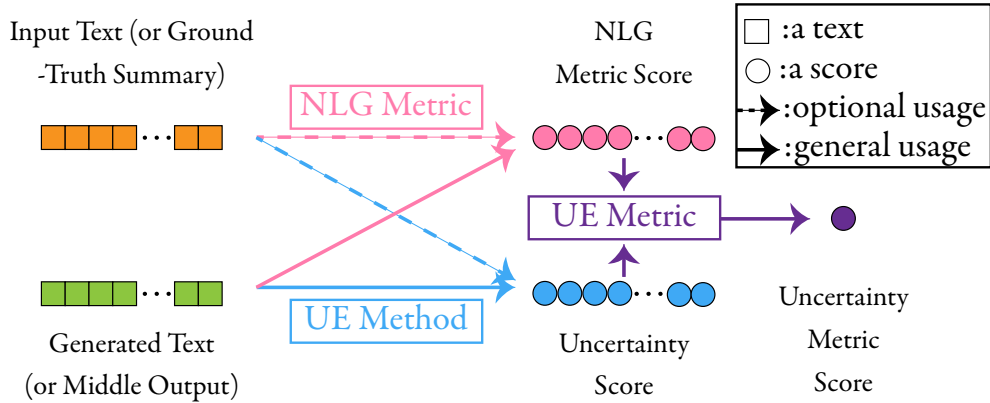 Input Text (or Ground
-Truth Summary)
NLG Metric
NLG
Metric Score
:a text
:a score
:optional usage
:general usage
UE Metric
UE Method
Generated Text
(or Middle Output)
Uncertainty
Score
Uncertainty
Metric
Score